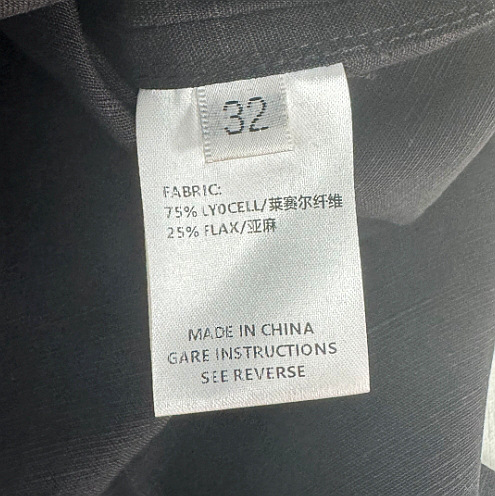 32
FABRIC:
75% LYOCELL/莱赛尔纤维
25% FLAX/亚麻
MADE IN CHINA
GARE INSTRUCTIONS
SEE REVERSE